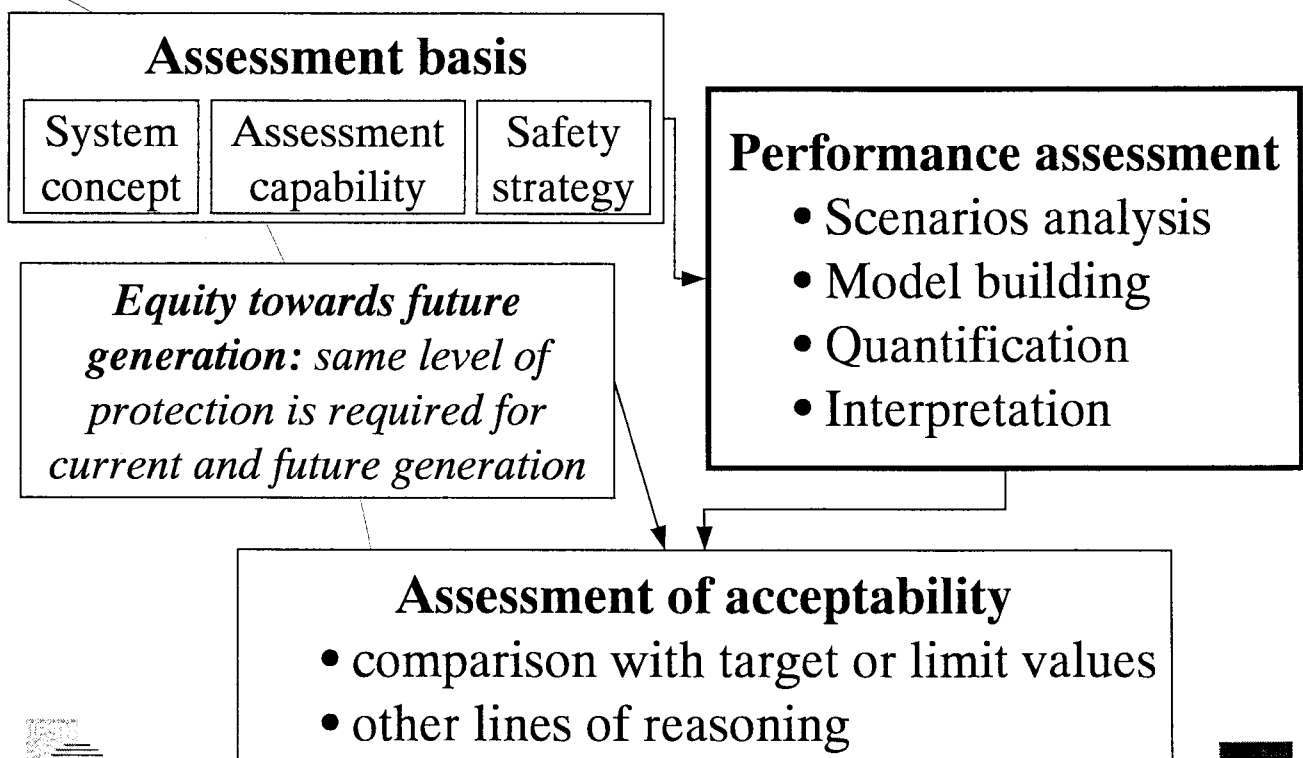 Assessment basis
System concept
Assessment capability
Safety strategy
Performance assessment
• Scenarios analysis
• Model building
• Quantification
• Interpretation
Equity towards future
generation: same level of
protection is required for
current and future generation
Assessment of acceptability
• comparison with target or limit values
• other lines of reasoning